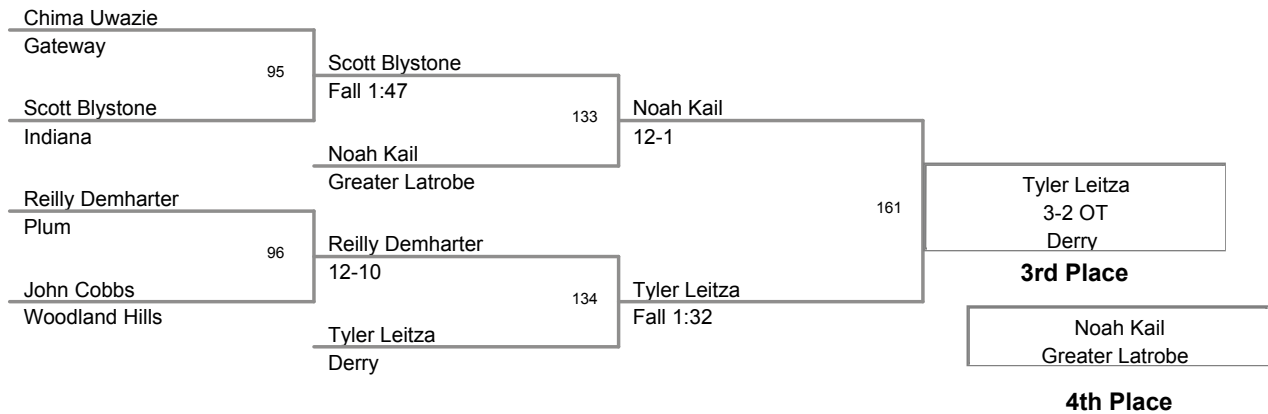 Chima Uwazie
Gateway
95
Scott Blystone
Indiana
Scott Blystone
Fall 1:47
133
Noah Kail
Greater Latrobe
Reilly Demharter
Plum
96
John Cobbs
Woodland Hills
Reilly Demharter
12-10
134
Tyler Leitza
Derry
Noah Kail
12-1
161
Tyler Leitza
Fall 1:32
Tyler Leitza
3-2 OT
Derry
3rd Place
Noah Kail
Greater Latrobe
4th Place